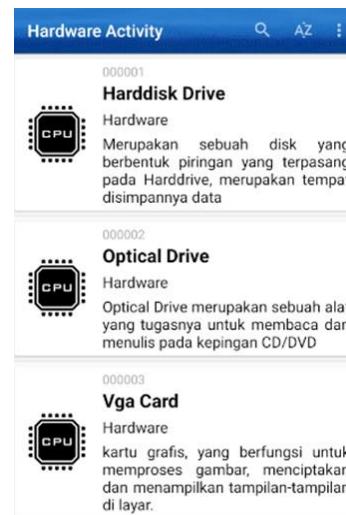 Hardware Activity
AZ
000001
Harddisk Drive
Hardware
CPU
Merupakan sebuah disk yang
berbentuk piringan yang terpasang
pada Harddrive, merupakan tempat
disimpannya data
000002
Optical Drive
Hardware
CPU
Optical Drive merupakan sebuah alat
yang tugasnya untuk membaca dan
menulis pada kepingan CD/DVD
000003
Vga Card
Hardware
CPU
kartu grafis, yang berfungsi untuk
memproses gambar, menciptakan
dan menampilkan tampilan-tampilan
di layar.